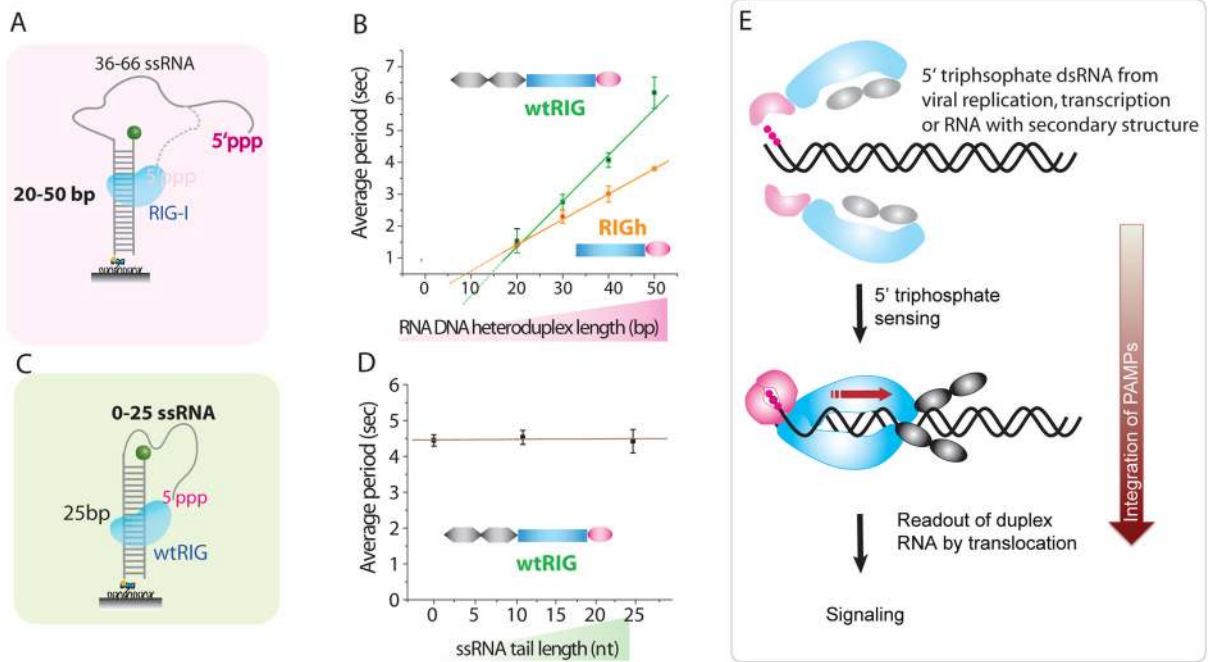 A
36-66 ssRNA
5'ppp
5'ppp
20-50 bp
RIG-I
B
Average period (sec)
7
6
5
4
3
2
1
wtRIG
RIGh
0
10
20
30
40
50
RNA DNA heteroduplex length (bp)
C
0-25 ssRNA
5'ppp
25bp
wtRIG
D
Average period (sec)
6
5
4
3
2
1
0
wtRIG
0
5
10
15
20
25
ssRNA tail length (nt)
E
5' triphsophate dsRNA from
viral replication, transcription
or RNA with secondary structure
5' triphosphate
sensing
Readout of duplex
RNA by translocation
Signaling
Integration of PAMPs